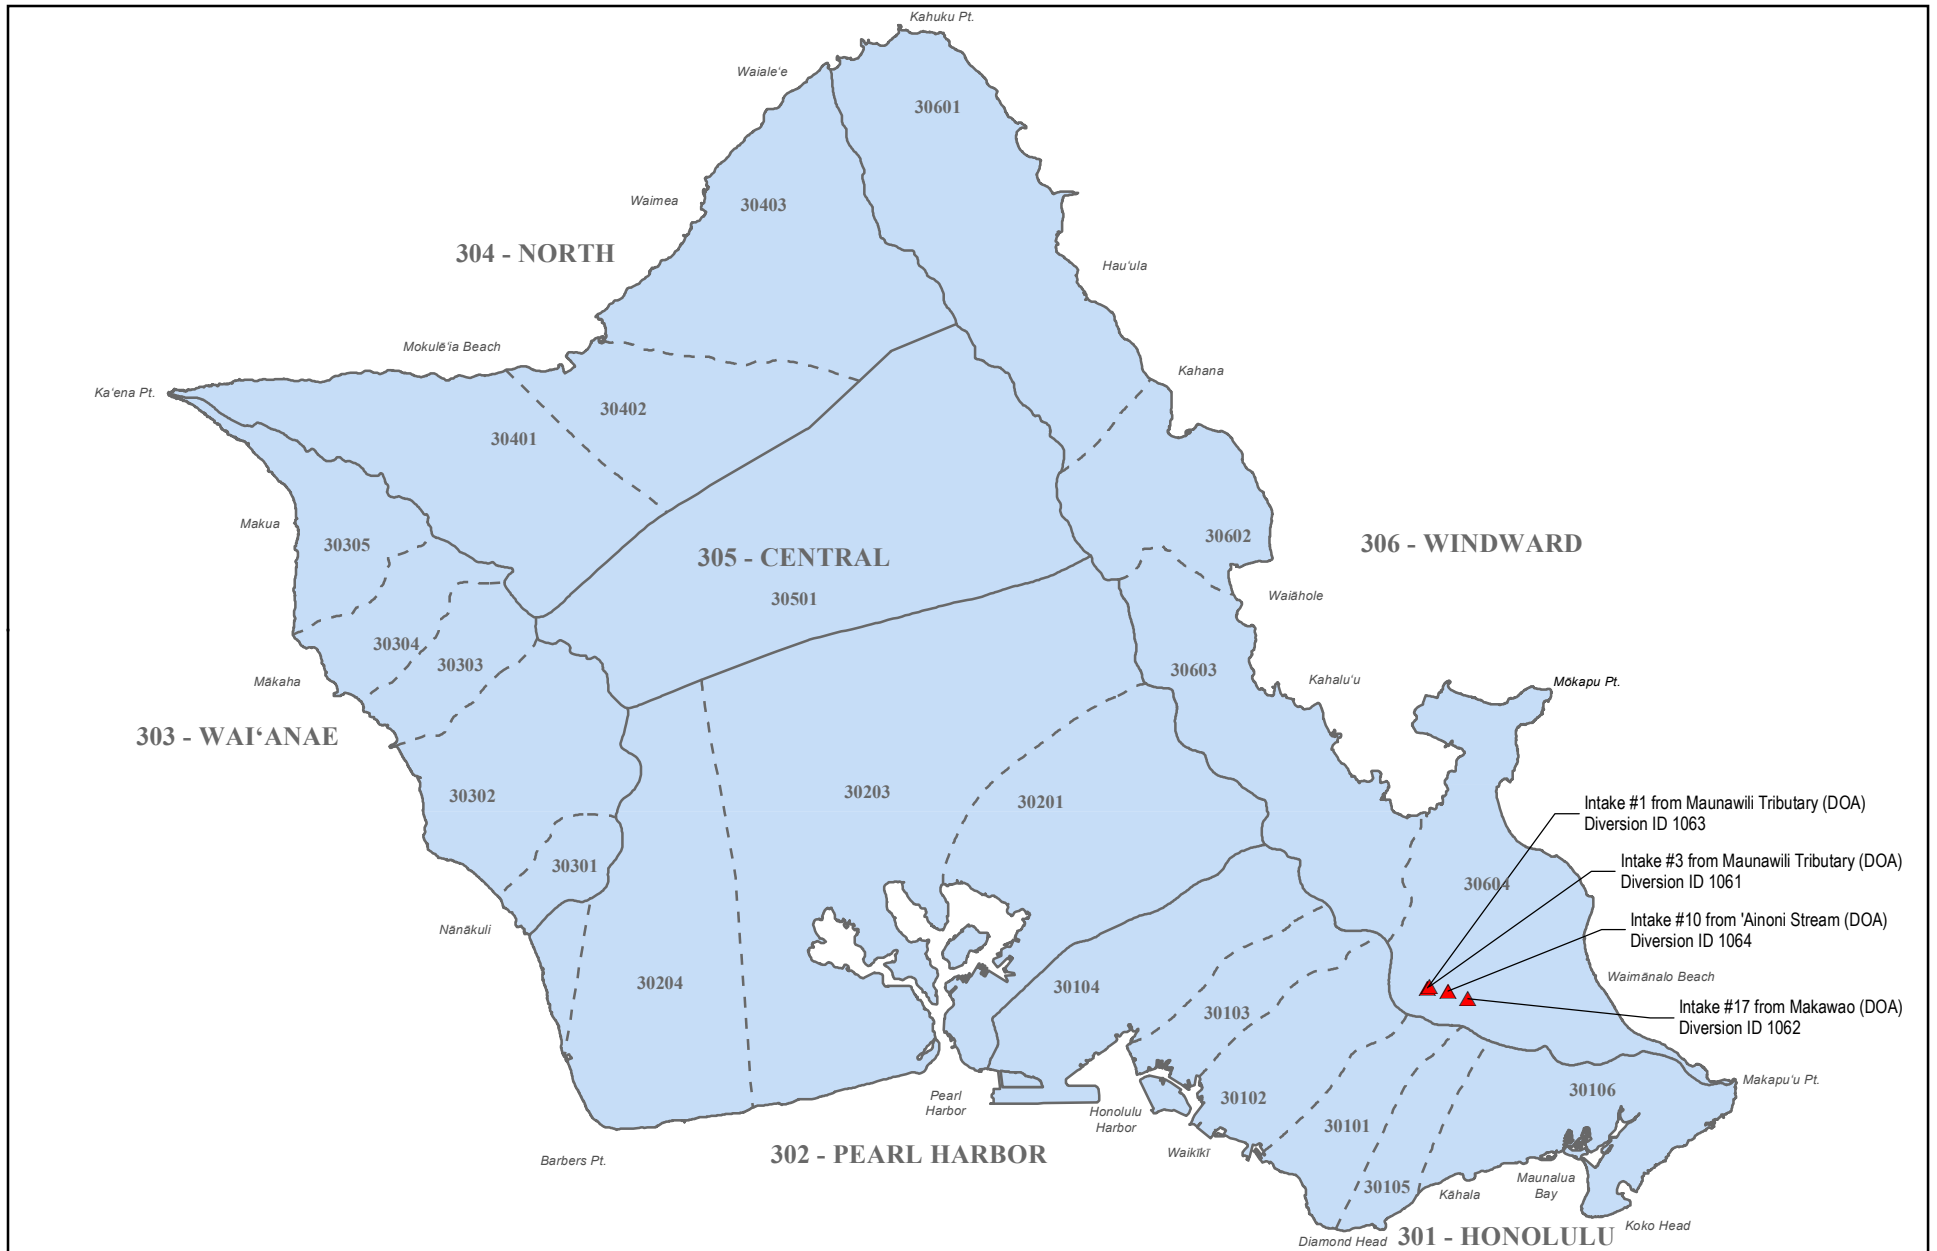 Kahuku Pt.
Waiale'e
30601
Waimea
30403
304 - NORTH
Hau'ula
Mokulē'ia Beach
Kahana
Ka'ena Pt.
30402
30401
Makua
30305
30602
305 - CENTRAL
306 - WINDWARD
30501
Waiāhole
30304
30303
30603
Mākaha
Kahalu'u
Mōkapu Pt.
303 - WAI‘ANAE
30302
30203
30201
Intake #1 from Maunawili Tributary (DOA)
Diversion ID 1063
30301
Intake #3 from Maunawili Tributary (DOA)
Diversion ID 1061
30604
Nānākuli
Intake #10 from 'Ainoni Stream (DOA)
Diversion ID 1064
30204
30104
Waimānalo Beach
30103
Intake #17 from Makawao (DOA)
Diversion ID 1062
Makapu'u Pt.
Pearl
Harbor
Honolulu
Harbor
30102
30106
30101
Barbers Pt.
302 - PEARL HARBOR
Waikīkī
30105
Kāhala
Maunalua
Bay
Koko Head
Diamond Head
301 - HONOLULU